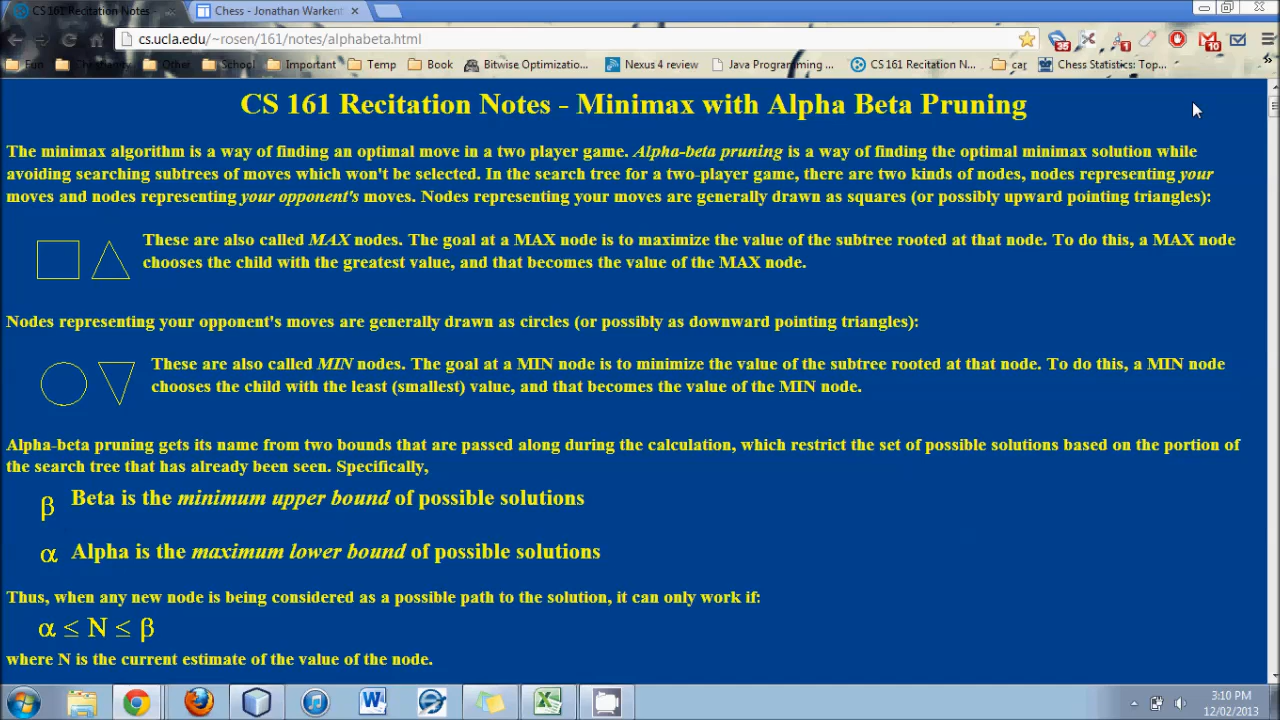 CS 161 Recitation Notes -
Chess - Jonathan Warkent
cs.ucla.edu/~rosen/161/notes/alphabeta.html
35
1
10
Fun
Other
School
Important
Temp
Book
Bitwise Optimizatio...
Nexus 4 review
Java Programming ...
CS 161 Recitation N...
car
Chess Statistics: Top...
CS 161 Recitation Notes - Minimax with Alpha Beta Pruning
The minimax algorithm is a way of finding an optimal move in a two player game. Alpha-beta pruning is a way of finding the optimal minimax solution while
avoiding searching subtrees of moves which won't be selected. In the search tree for a two-player game, there are two kinds of nodes, nodes representing your
moves and nodes representing your opponent's moves. Nodes representing your moves are generally drawn as squares (or possibly upward pointing triangles):
These are also called MAX nodes. The goal at a MAX node is to maximize the value of the subtree rooted at that node. To do this, a MAX node
chooses the child with the greatest value, and that becomes the value of the MAX node.
Nodes representing your opponent's moves are generally drawn as circles (or possibly as downward pointing triangles):
These are also called MIN nodes. The goal at a MIN node is to minimize the value of the subtree rooted at that node. To do this, a MIN node
chooses the child with the least (smallest) value, and that becomes the value of the MIN node.
Alpha-beta pruning gets its name from two bounds that are passed along during the calculation, which restrict the set of possible solutions based on the portion of
the search tree that has already been seen. Specifically,
β Beta is the minimum upper bound of possible solutions
α Alpha is the maximum lower bound of possible solutions
Thus, when any new node is being considered as a possible path to the solution, it can only work if:
α ≤ N ≤ β
where N is the current estimate of the value of the node.
3:10 PM
12/02/2013